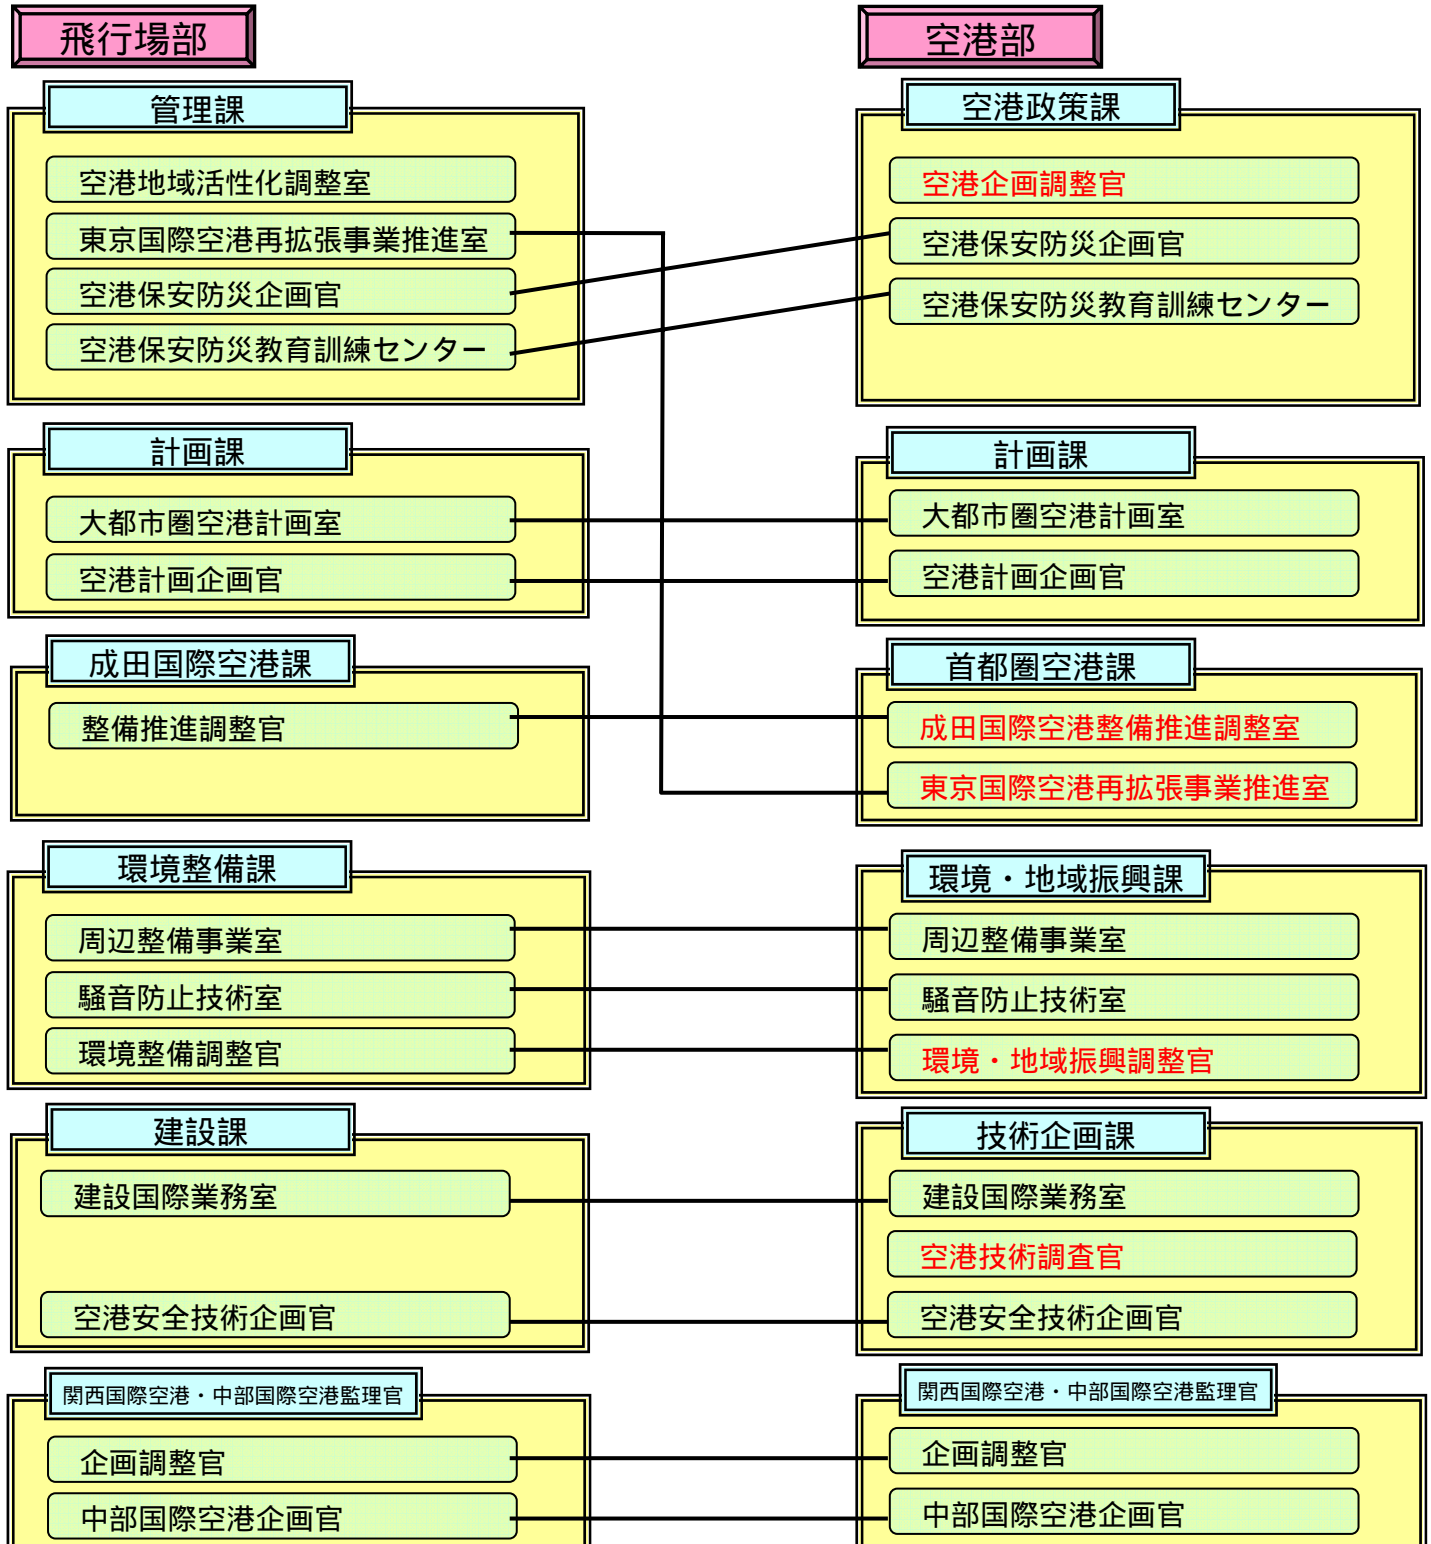 飛行場部
管理課
空港地域活性化調整室
東京国際空港再拡張事業推進室
空港保安防災企画官
空港保安防災教育訓練センター
計画課
大都市圏空港計画室
空港計画企画官
成田国際空港課
整備推進調整官
環境整備課
周辺整備事業室
騒音防止技術室
環境整備調整官
建設課
建設国際業務室
空港安全技術企画官
関西国際空港・中部国際空港監理官
企画調整官
中部国際空港企画官
空港部
空港政策課
空港企画調整官
空港保安防災企画官
空港保安防災教育訓練センター
計画課
大都市圏空港計画室
空港計画企画官
首都圏空港課
成田国際空港整備推進調整室
東京国際空港再拡張事業推進室
環境・地域振興課
周辺整備事業室
騒音防止技術室
環境・地域振興調整官
技術企画課
建設国際業務室
空港技術調査官
空港安全技術企画官
関西国際空港・中部国際空港監理官
企画調整官
中部国際空港企画官